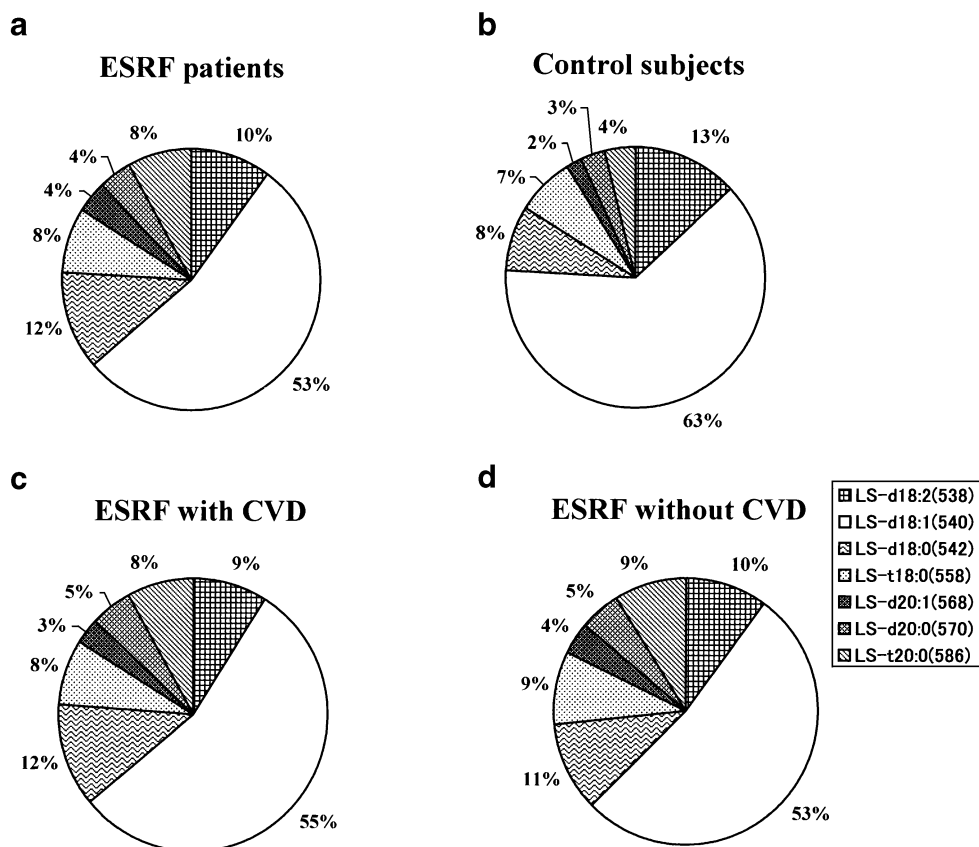 a
ESRF patients
8%
10%
4%
4%
8%
12%
53%
b
Control subjects
3%
4%
13%
2%
7%
8%
63%
c
ESRF with CVD
8%
9%
5%
3%
8%
12%
55%
d
ESRF without CVD
9%
10%
5%
4%
9%
11%
53%
LS-d18:2(538)
LS-d18:1(540)
LS-d18:0(542)
LS-t18:0(558)
LS-d20:1(568)
LS-d20:0(570)
LS-t20:0(586)